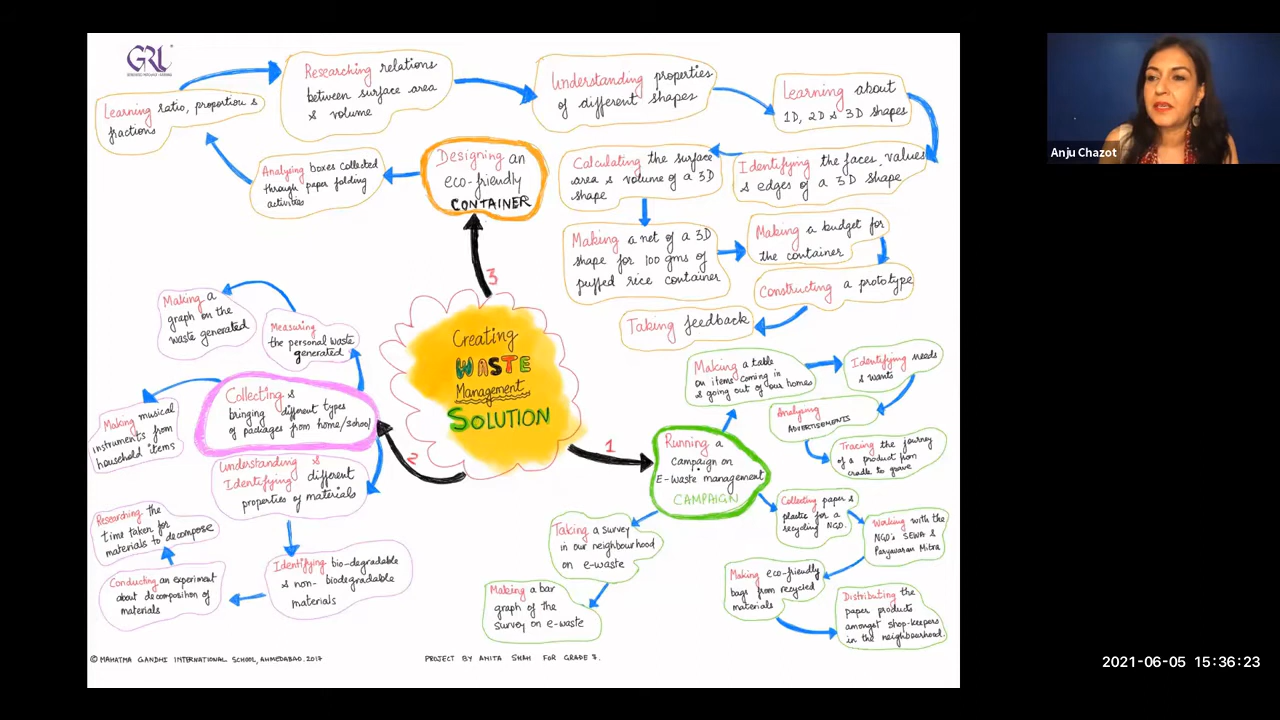 GRL
Learning ratio, proportion &
fractions
Researching relations
between surface area
& volume
Understanding properties
of different shapes
Learning about
1D, 2D & 3D shapes
Identifying the faces, values
& edges of a 3D shape
Calculating the surface
area & volume of a 3D
shape
Making a net of a 3D
shape for 100 gms of
puffed rice container
Making a budget for
the container
Constructing a prototype
Taking feedback
Analysing boxes collected
through paper folding
activities
Designing an
eco-friendly
CONTAINER
3
Anju Chazot
Creating
WASTE
Management
SOLUTION
Making a
graph on the
waste generated
Measuring
the personal waste
generated
Collecting &
bringing different types
of packages from home/school
2
Making musical
instruments from
household items
Understanding &
Identifying different
properties of materials
Identifying bio-degradable
& non-biodegradable
materials
Conducting an experiment
about decomposition of
materials
Researching the
time taken for
materials to decompose
1
Running a
Campaign on
E-waste management
CAMPAIGN
Making a table
on items coming in
& going out of our homes
Identifying needs
& wants
Analysing
ADVERTISEMENTS
Tracing the journey
of a product from
cradle to grave
Collecting paper &
plastic for a
recycling NGO.
Working with the
NGO's SEWA &
Paryavaran Mitra
Making eco-friendly
bags from recycled
materials
Distributing the
paper products
amongst shop-keepers
in the neighbourhood.
Taking a survey
in our neighbourhood
on e-waste
Making a bar
graph of the
survey on e-waste
© MAHATMA GANDHI INTERNATIONAL SCHOOL, AHMEDABAD. 2017
PROJECT BY ANITA SHAH FOR GRADE 7.
2021-06-05 15:36:23